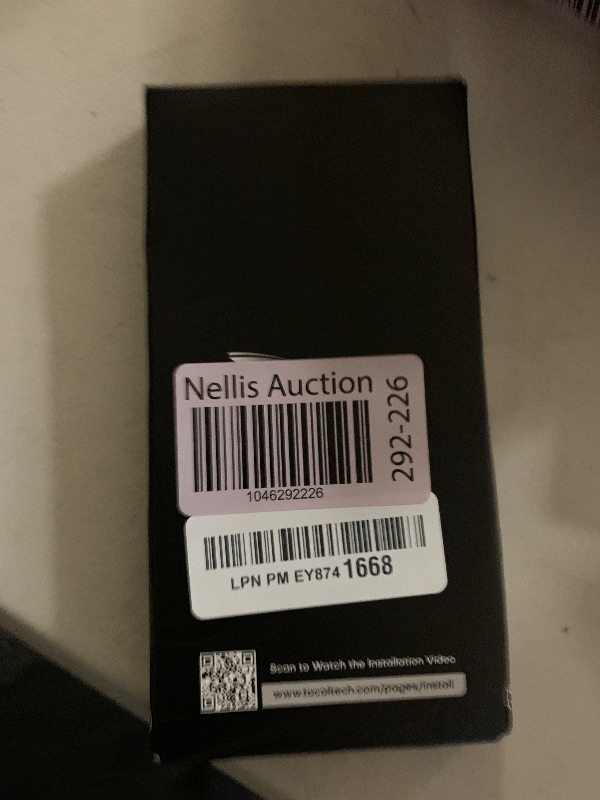 Nellis Auction
292-226
1046292226
LPN PM EY874 1668
Scan to Watch the Installation Video
www.tocoltech.com/pages/install